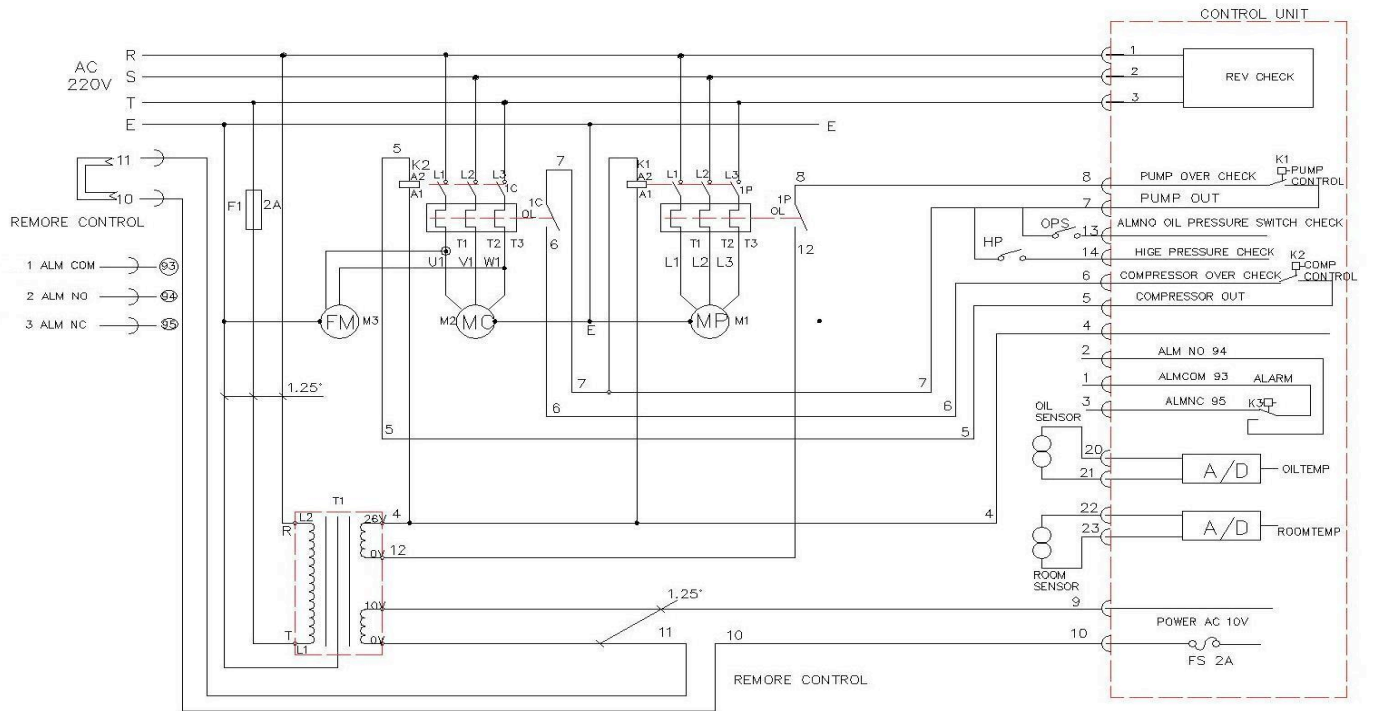 CONTROL UNIT
AC
220V
R
S
T
E
E
1
2
3
REV CHECK
11
10
REMORE CONTROL
F1
2A
1 ALM COM
93
2 ALM NO
94
3 ALM NC
95
5
K2
A2
A1
L1
L2
L3
1C
OL
T1
T2
T3
U1
V1
W1
7
1C
6
K1
A2
A1
L1
L2
L3
1P
OL
T1
T2
T3
L1
L2
L3
8
1P
12
FM
M3
M2
MC
E
MP
M1
8
PUMP OVER CHECK
K1
PUMP
CONTROL
7
PUMP OUT
OPS
13
ALMNO OIL PRESSURE SWITCH CHECK
HP
14
HIGE PRESSURE CHECK
K2
COMP
CONTROL
6
COMPRESSOR OVER CHECK
5
COMPRESSOR OUT
4
2
ALM NO 94
1
ALMCOM 93
ALARM
3
ALMNC 95
K3
1.25°
7
7
6
6
5
5
OIL
SENSOR
20
21
A/D
OILTEMP
T1
L2
R
26V
4
4
0V
12
22
23
A/D
ROOMTEMP
ROOM
SENSOR
10V
1.25°
9
POWER AC 10V
T
L1
0V
11
10
10
FS 2A
REMORE CONTROL